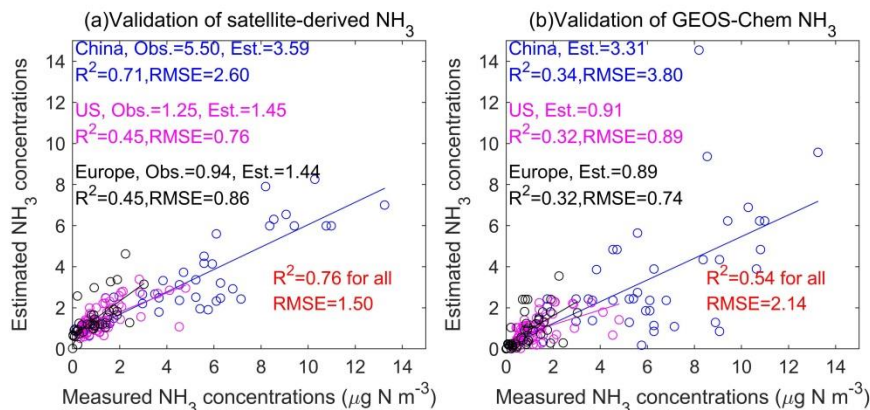 (a)Validation of satellite-derived NH3
Estimated NH3 concentrations
14
12
10
8
6
4
2
0
China, Obs.=5.50, Est.=3.59
R²=0.71,RMSE=2.60
US, Obs.=1.25, Est.=1.45
R²=0.45,RMSE=0.76
Europe, Obs.=0.94, Est.=1.44
R²=0.45,RMSE=0.86
R²=0.76 for all
RMSE=1.50
0 2 4 6 8 10 12 14
Measured NH3 concentrations (μg N m⁻³)
(b)Validation of GEOS-Chem NH3
Estimated NH3 concentrations
14
12
10
8
6
4
2
0
China, Est.=3.31
R²=0.34,RMSE=3.80
US, Est.=0.91
R²=0.32,RMSE=0.89
Europe, Est.=0.89
R²=0.32,RMSE=0.74
R²=0.54 for all
RMSE=2.14
0 2 4 6 8 10 12 14
Measured NH3 concentrations (μg N m⁻³)